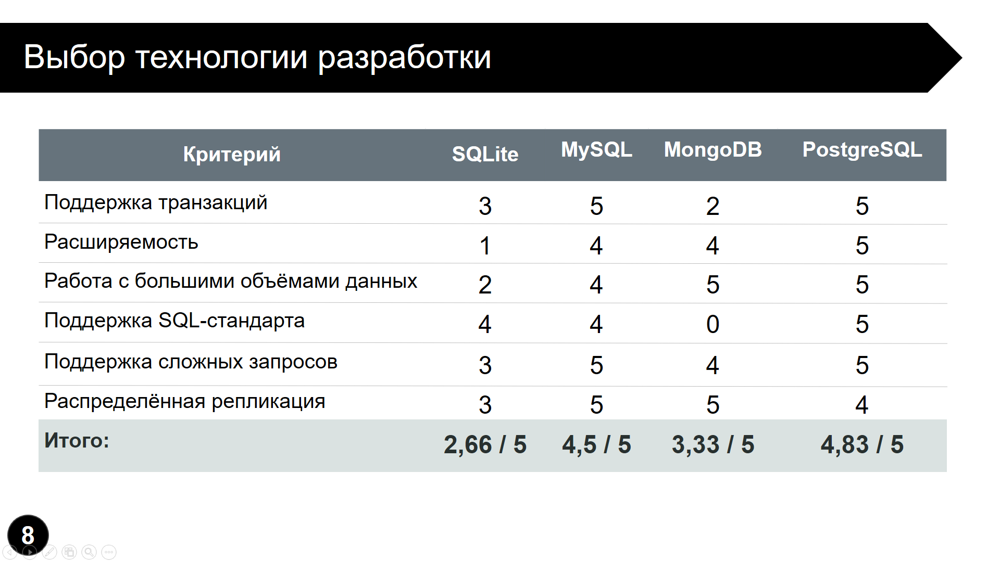 Выбор технологии разработки
Критерий SQLite MySQL MongoDB PostgreSQL
Поддержка транзакций 3 5 2 5
Расширяемость 1 4 4 5
Работа с большими объёмами данных 2 4 5 5
Поддержка SQL-стандарта 4 4 0 5
Поддержка сложных запросов 3 5 4 5
Распределённая репликация 3 5 5 4
Итого: 2,66 / 5 4,5 / 5 3,33 / 5 4,83 / 5
8